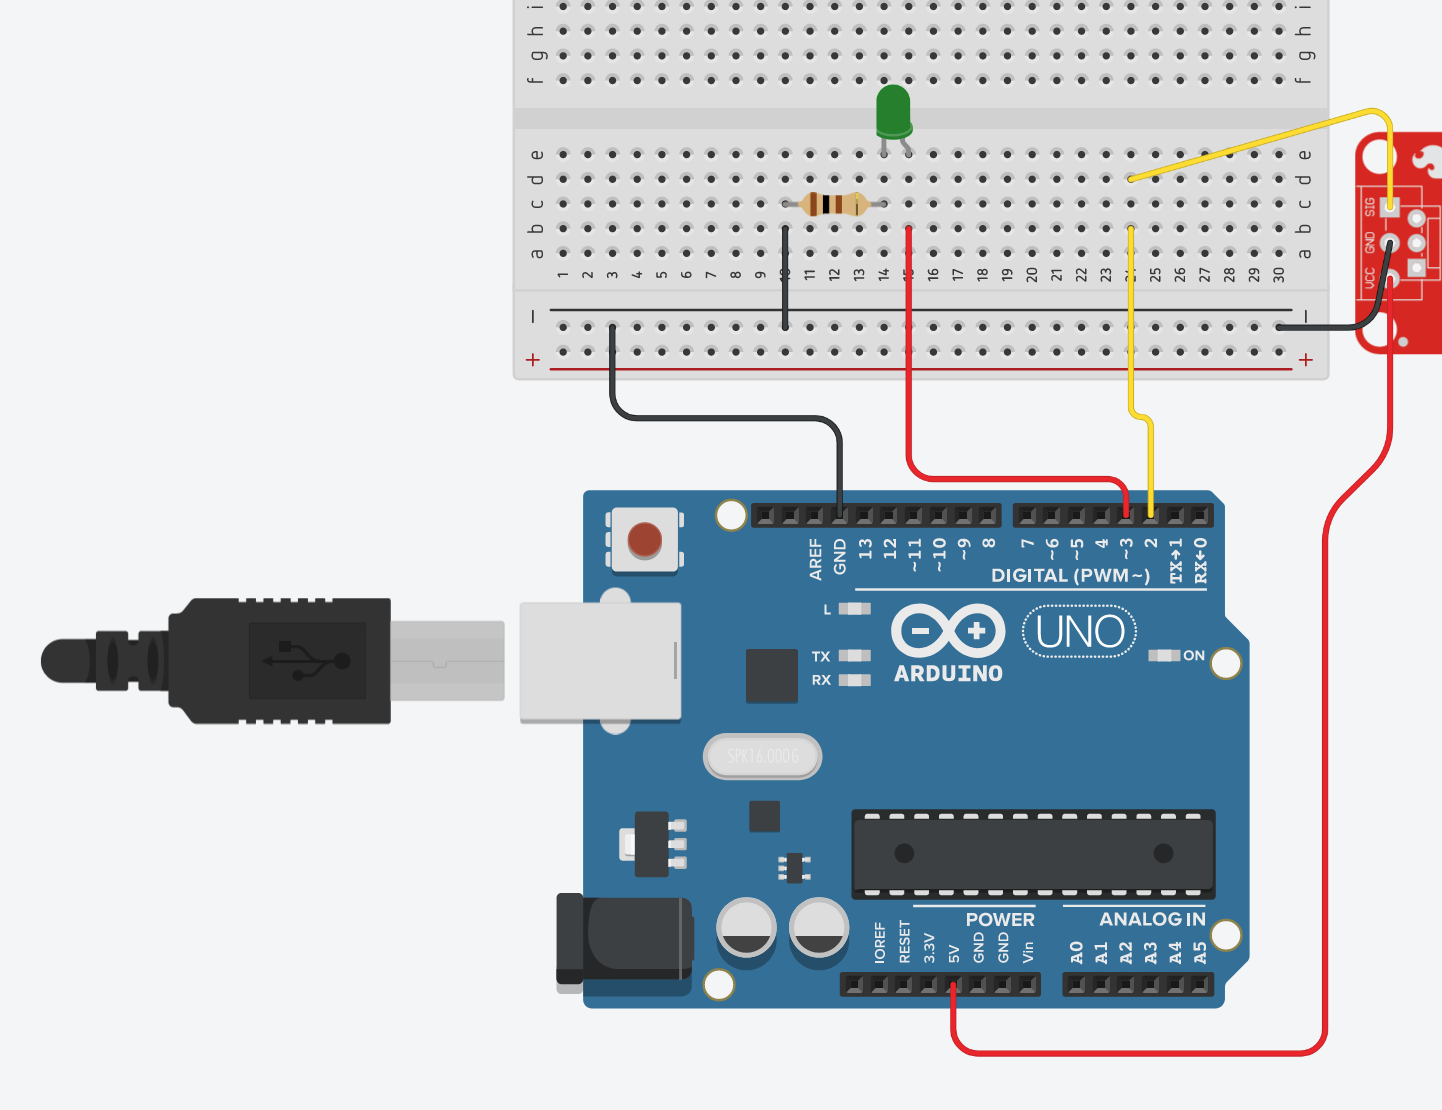 i i
h h
g g
f f
e e
d d
c c
b b
a a
1 2 3 4 5 6 7 8 9 10 11 12 13 14 15 16 17 18 19 20 21 22 23 24 25 26 27 28 29 30
− −
+ +
SIG
GND
VCC
AREF GND 13 12 ~11 ~10 ~9 8 7 ~6 ~5 4 ~3 2 TX→1 RX←0
DIGITAL (PWM~)
L
TX
RX
UNO
ARDUINO
ON
SPK16.000G
POWER ANALOG IN
IOREF RESET 3.3V 5V GND GND Vin A0 A1 A2 A3 A4 A5